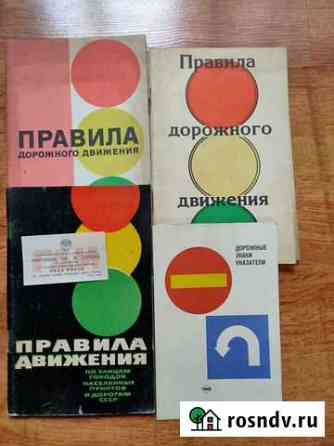 ПРАВИЛА
ДОРОЖНОГО ДВИЖЕНИЯ
Правила
дорожного
движения
ПРАВИЛА
ДВИЖЕНИЯ
ПО УЛИЦАМ
ГОРОДОВ,
НАСЕЛЕННЫХ
ПУНКТОВ
И ДОРОГАМ
СССР
ДОРОЖНЫЕ
ЗНАКИ
УКАЗАТЕЛИ
rosndv.ru